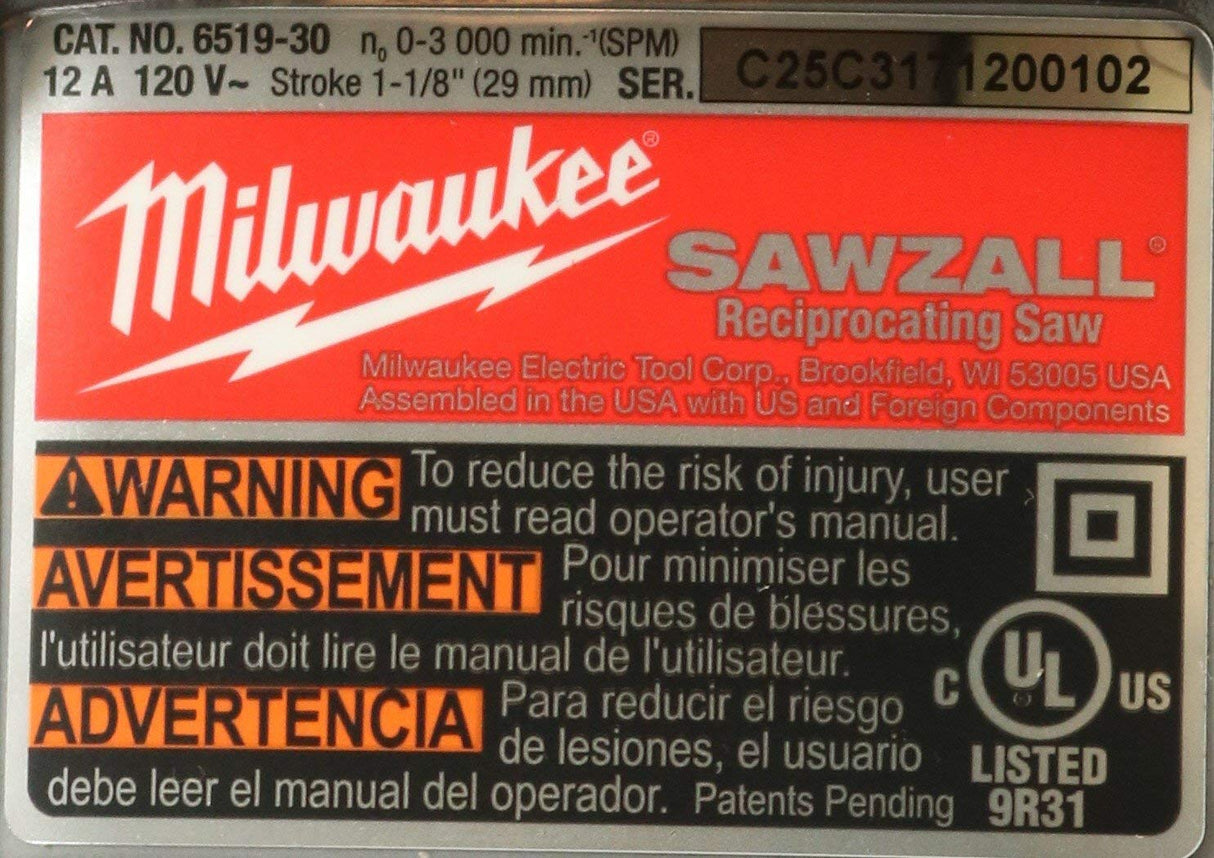 CAT. NO. 6519-30 n₀ 0-3 000 min.⁻¹(SPM)
12 A 120 V~ Stroke 1-1/8" (29 mm) SER. C25C3171200102
Milwaukee®
SAWZALL®
Reciprocating Saw
Milwaukee Electric Tool Corp., Brookfield, WI 53005 USA
Assembled in the USA with US and Foreign Components
WARNING To reduce the risk of injury, user
must read operator's manual.
AVERTISSEMENT Pour minimiser les
risques de blessures,
l'utilisateur doit lire le manual de l'utilisateur.
ADVERTENCIA Para reducir el riesgo
de lesiones, el usuario
debe leer el manual del operador. Patents Pending
C UL US
LISTED
9R31